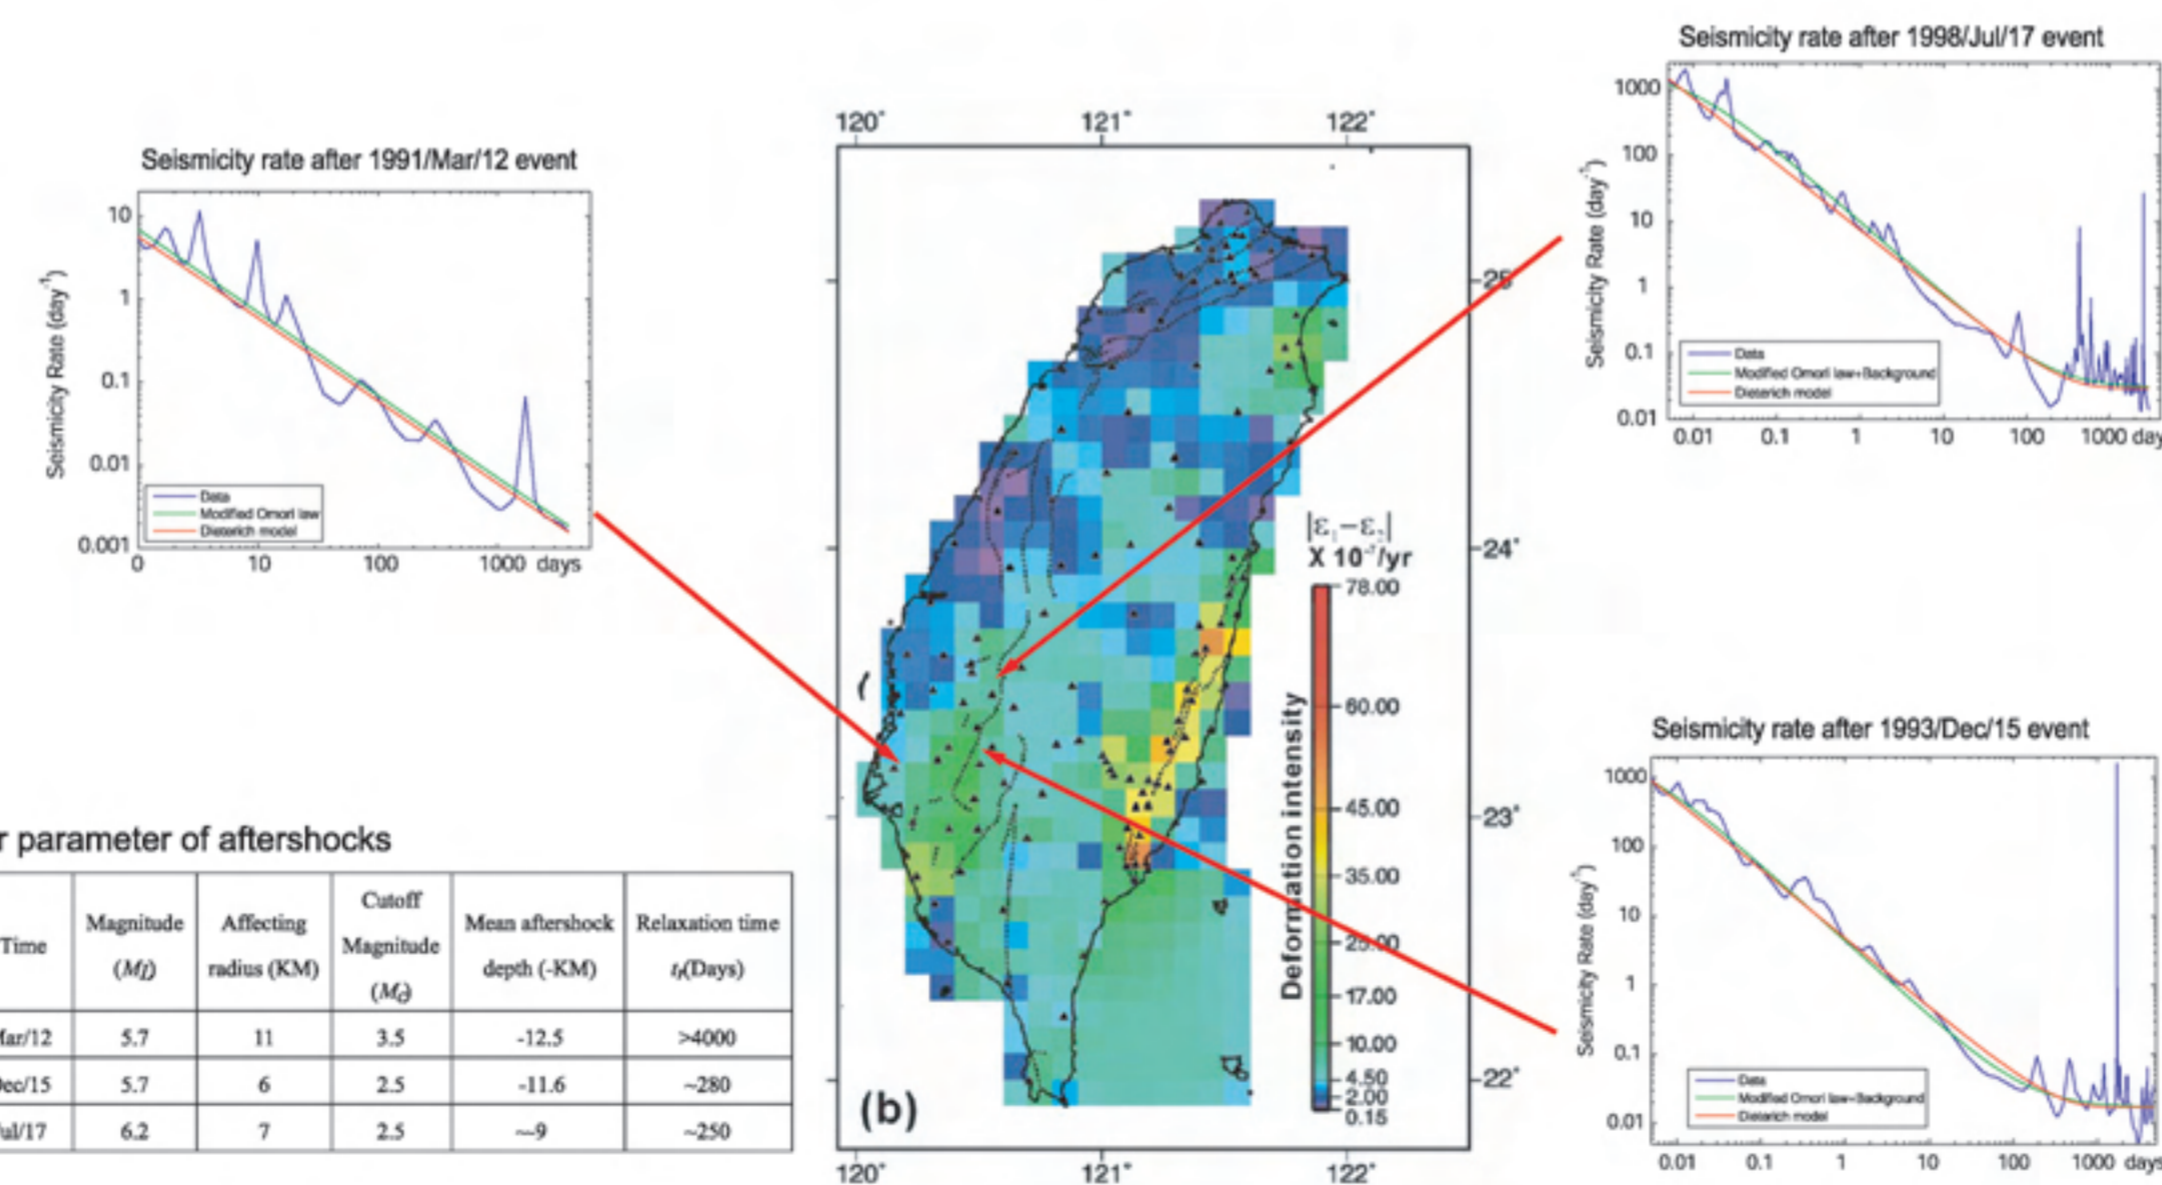 Seismicity rate after 1991/Mar/12 event
Seismicity Rate (day⁻¹)
10
1
0.1
0.01
0.001
0 10 100 1000 days
Data
Modified Omori law
Dieterich model
r parameter of aftershocks
Time Magnitude (M_I) Affecting radius (KM) Cutoff Magnitude (M_C) Mean aftershock depth (-KM) Relaxation time t_r(Days)
Mar/12 5.7 11 3.5 -12.5 >4000
Dec/15 5.7 6 2.5 -11.6 ~280
Jul/17 6.2 7 2.5 ~-9 ~250
120° 121° 122°
25°
24°
23°
22°
|ε₁−ε₂|
X 10⁻⁷/yr
Deformation intensity
78.00
60.00
45.00
35.00
25.00
17.00
10.00
4.50
2.00
0.15
(b)
120° 121° 122°
Seismicity rate after 1998/Jul/17 event
Seismicity Rate (day⁻¹)
1000
100
10
1
0.1
0.01
0.01 0.1 1 10 100 1000 day
Data
Modified Omori law+Background
Dieterich model
Seismicity rate after 1993/Dec/15 event
Seismicity Rate (day⁻¹)
1000
100
10
1
0.1
0.01
0.01 0.1 1 10 100 1000 days
Data
Modified Omori law+Background
Dieterich model